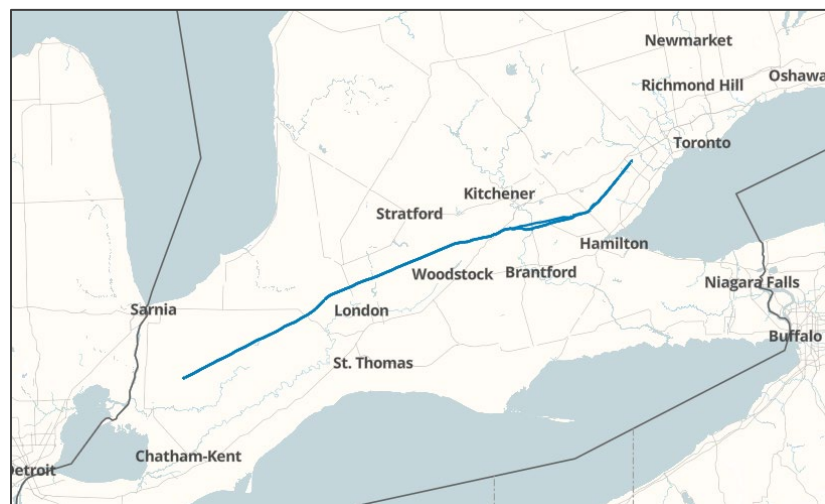 Newmarket
Oshawa
Richmond Hill
Toronto
Kitchener
Stratford
Hamilton
Woodstock
Brantford
Niagara Falls
Sarnia
London
Buffalo
St. Thomas
Chatham-Kent
Detroit